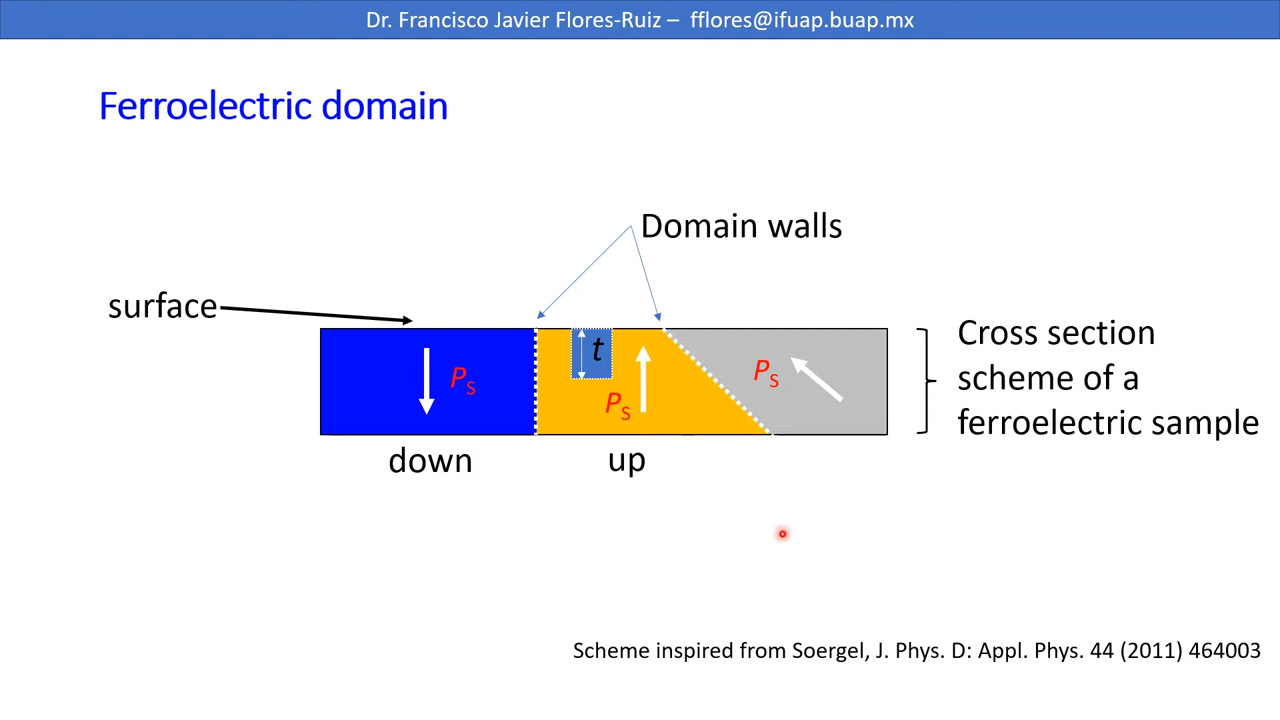 Dr. Francisco Javier Flores-Ruiz – fflores@ifuap.buap.mx
Ferroelectric domain
Domain walls
surface
Cross section
scheme of a
ferroelectric sample
t
PS
PS
PS
down
up
Scheme inspired from Soergel, J. Phys. D: Appl. Phys. 44 (2011) 464003